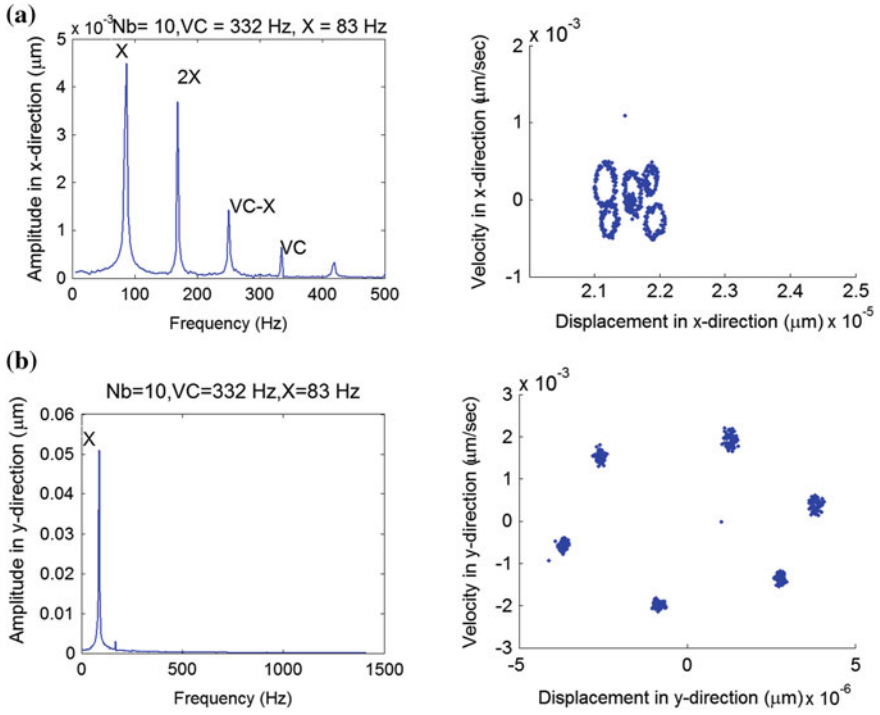 (a)
× 10⁻³ Nb= 10,VC = 332 Hz, X = 83 Hz
Amplitude in x-direction (μm)
5
4
3
2
1
0
X
2X
VC-X
VC
0 100 200 300 400 500
Frequency (Hz)
× 10⁻³
Velocity in x-direction (μm/sec)
2
1
0
-1
2.1 2.2 2.3 2.4 2.5
Displacement in x-direction (μm) × 10⁻⁵
(b)
Nb=10,VC=332 Hz,X=83 Hz
Amplitude in y-direction (μm)
0.06
0.05
0.04
0.03
0.02
0.01
0
X
0 500 1000 1500
Frequency (Hz)
× 10⁻³
Velocity in y-direction (μm/sec)
3
2
1
0
-1
-2
-3
-5 0 5
Displacement in y-direction (μm) × 10⁻⁶